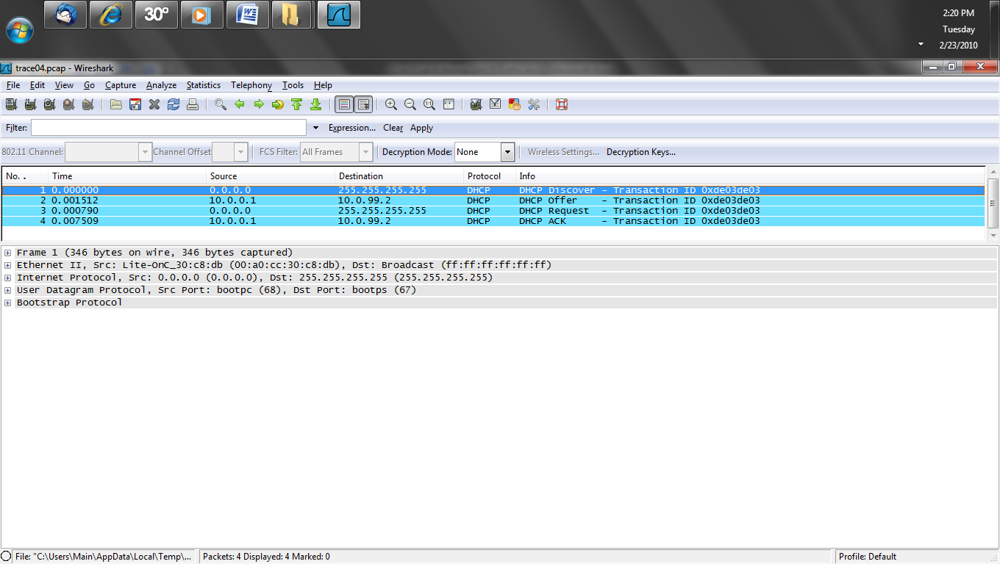 30°
2:20 PM
Tuesday
2/23/2010
trace04.pcap - Wireshark
File Edit View Go Capture Analyze Statistics Telephony Tools Help
Filter: Expression... Clear Apply
802.11 Channel: Channel Offset FCS Filter: All Frames Decryption Mode: None Wireless Settings... Decryption Keys...
No. . Time Source Destination Protocol Info
1 0.000000 0.0.0.0 255.255.255.255 DHCP DHCP Discover - Transaction ID 0xde03de03
2 0.001512 10.0.0.1 10.0.99.2 DHCP DHCP Offer - Transaction ID 0xde03de03
3 0.000790 0.0.0.0 255.255.255.255 DHCP DHCP Request - Transaction ID 0xde03de03
4 0.007509 10.0.0.1 10.0.99.2 DHCP DHCP ACK - Transaction ID 0xde03de03
Frame 1 (346 bytes on wire, 346 bytes captured)
Ethernet II, Src: Lite-OnC_30:c8:db (00:a0:cc:30:c8:db), Dst: Broadcast (ff:ff:ff:ff:ff:ff)
Internet Protocol, Src: 0.0.0.0 (0.0.0.0), Dst: 255.255.255.255 (255.255.255.255)
User Datagram Protocol, Src Port: bootpc (68), Dst Port: bootps (67)
Bootstrap Protocol
File: "C:\Users\Main\AppData\Local\Temp\... Packets: 4 Displayed: 4 Marked: 0 Profile: Default